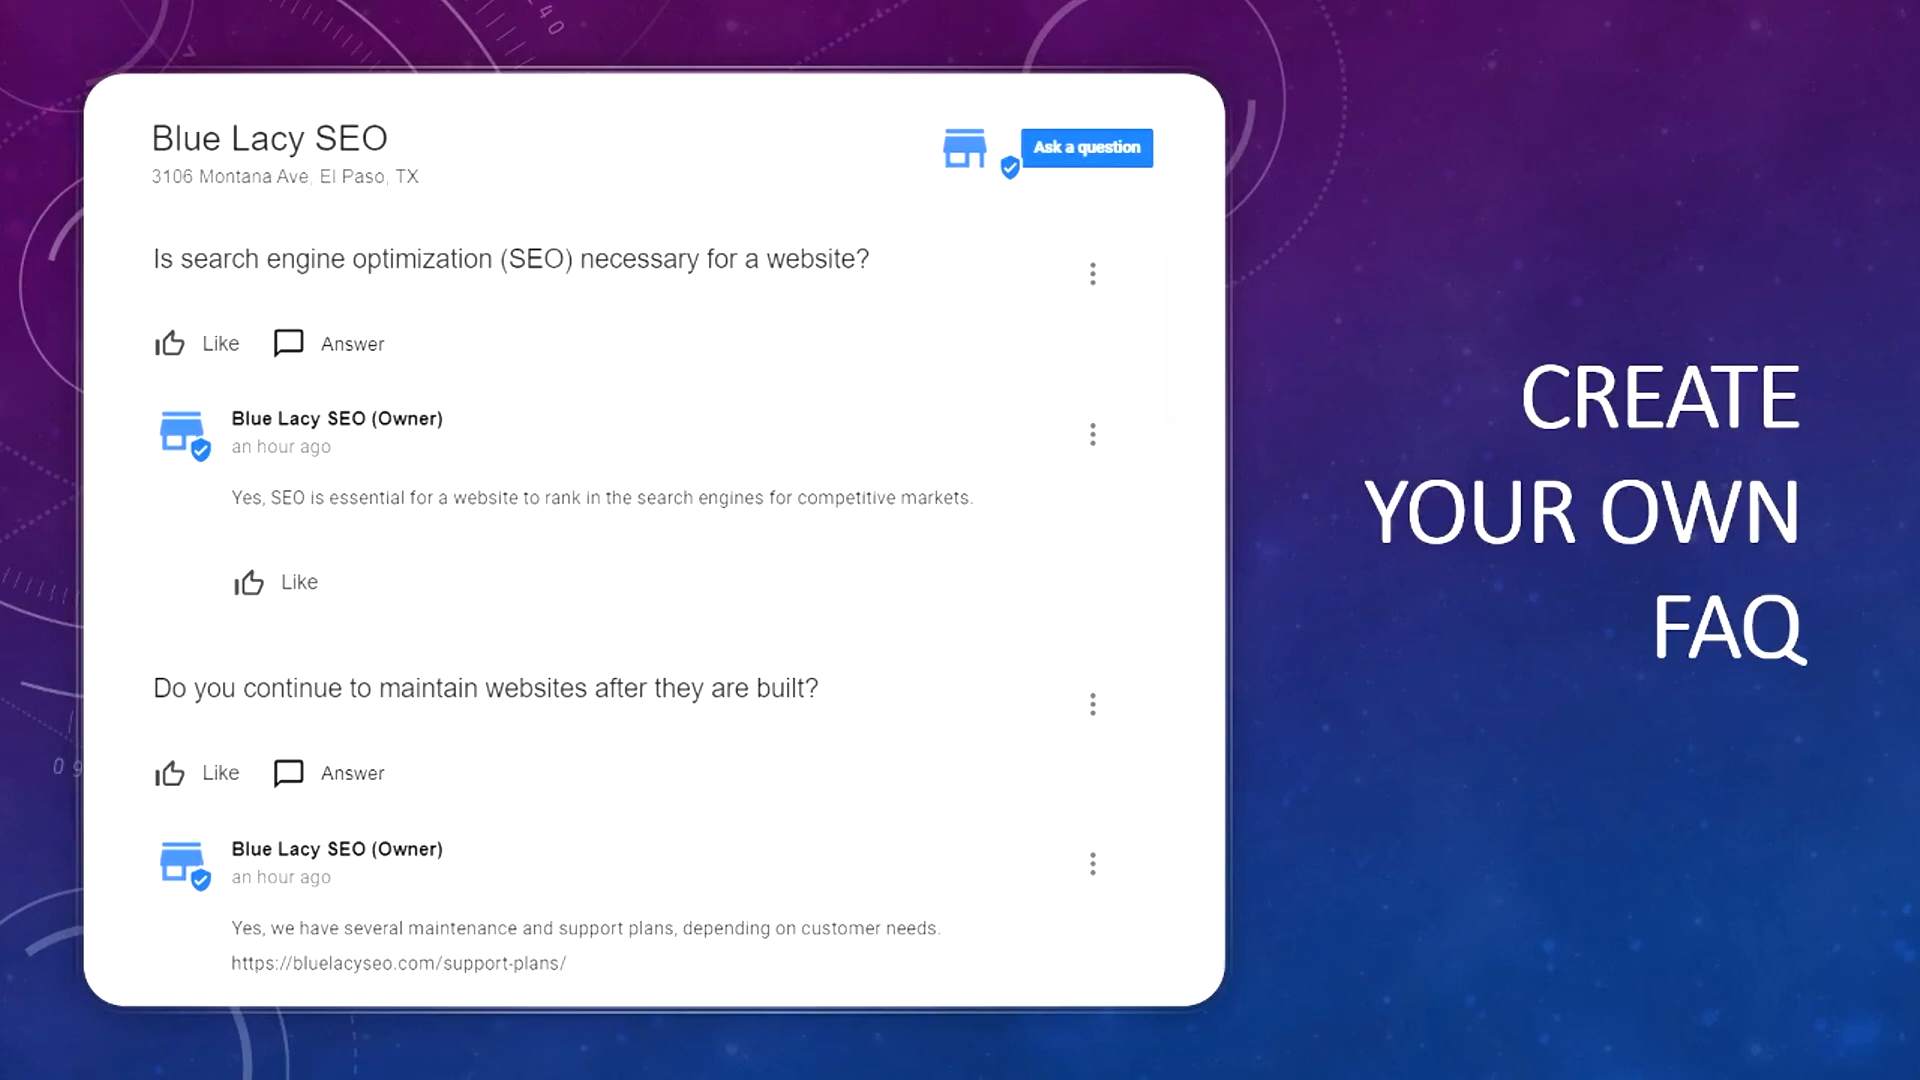 40
Blue Lacy SEO
3106 Montana Ave, El Paso, TX
Ask a question
Is search engine optimization (SEO) necessary for a website?
Like
Answer
Blue Lacy SEO (Owner)
an hour ago
Yes, SEO is essential for a website to rank in the search engines for competitive markets.
Like
Do you continue to maintain websites after they are built?
Like
Answer
Blue Lacy SEO (Owner)
an hour ago
Yes, we have several maintenance and support plans, depending on customer needs.
https://bluelacyseo.com/support-plans/
CREATE
YOUR OWN
FAQ
09